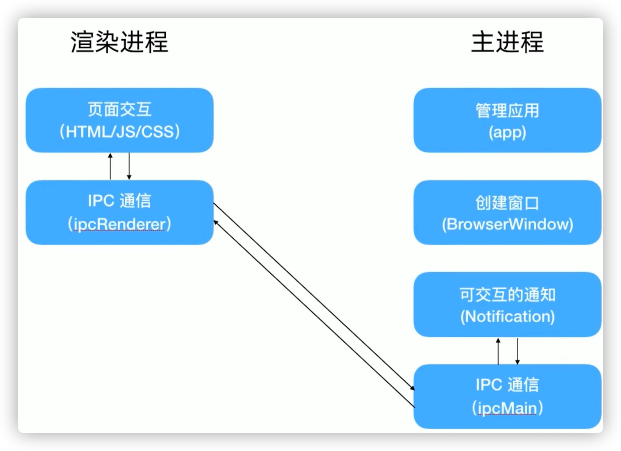 渲染进程
主进程
页面交互
（HTML/JS/CSS）
IPC 通信
（ipcRenderer）
管理应用
(app)
创建窗口
(BrowserWindow)
可交互的通知
(Notification)
IPC 通信
（ipcMain）